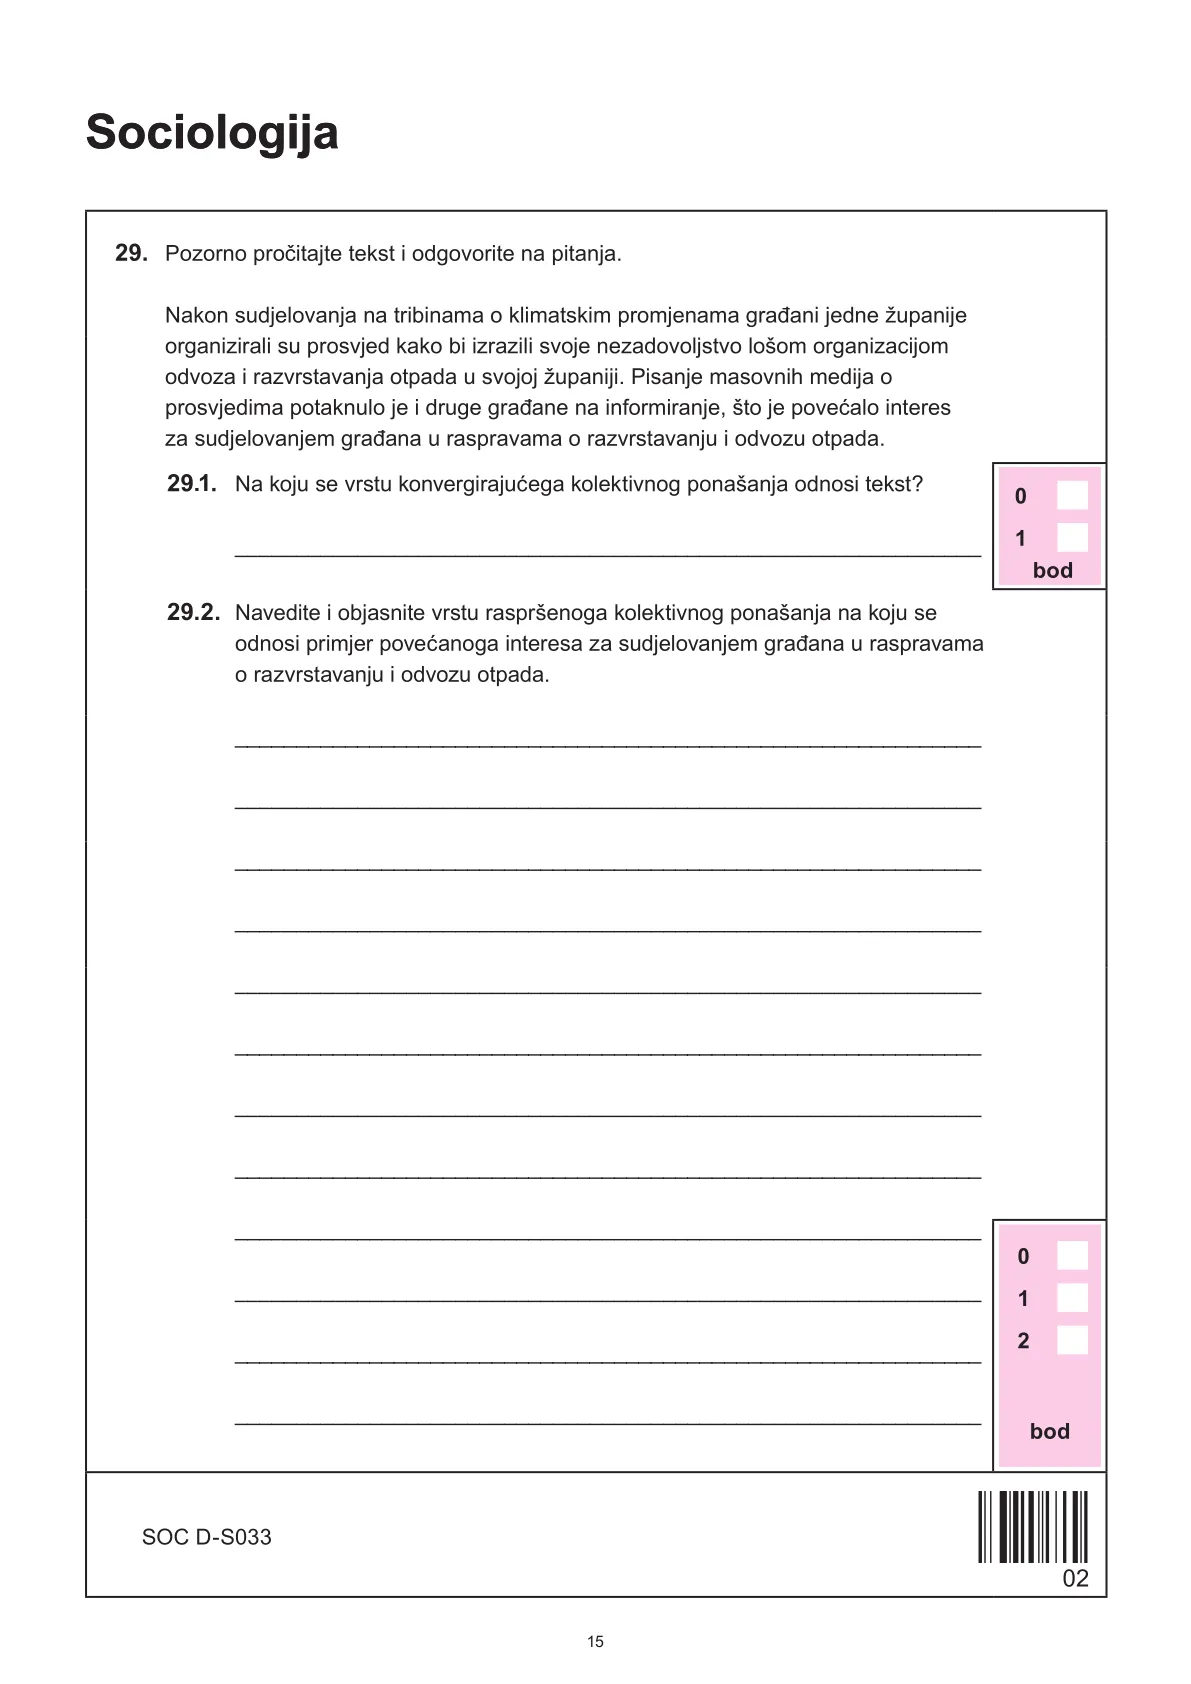 Sociologija
29. Pozorno pročitajte tekst i odgovorite na pitanja.
Nakon sudjelovanja na tribinama o klimatskim promjenama građani jedne županije
organizirali su prosvjed kako bi izrazili svoje nezadovoljstvo lošom organizacijom
odvoza i razvrstavanja otpada u svojoj županiji. Pisanje masovnih medija o
prosvjedima potaknulo je i druge građane na informiranje, što je povećalo interes
za sudjelovanjem građana u raspravama o razvrstavanju i odvozu otpada.
29.1. Na koju se vrstu konvergirajućega kolektivnog ponašanja odnosi tekst?
0
1
bod
29.2. Navedite i objasnite vrstu raspršenoga kolektivnog ponašanja na koju se
odnosi primjer povećanoga interesa za sudjelovanjem građana u raspravama
o razvrstavanju i odvozu otpada.
0
1
2
bod
SOC D-S033
02
15